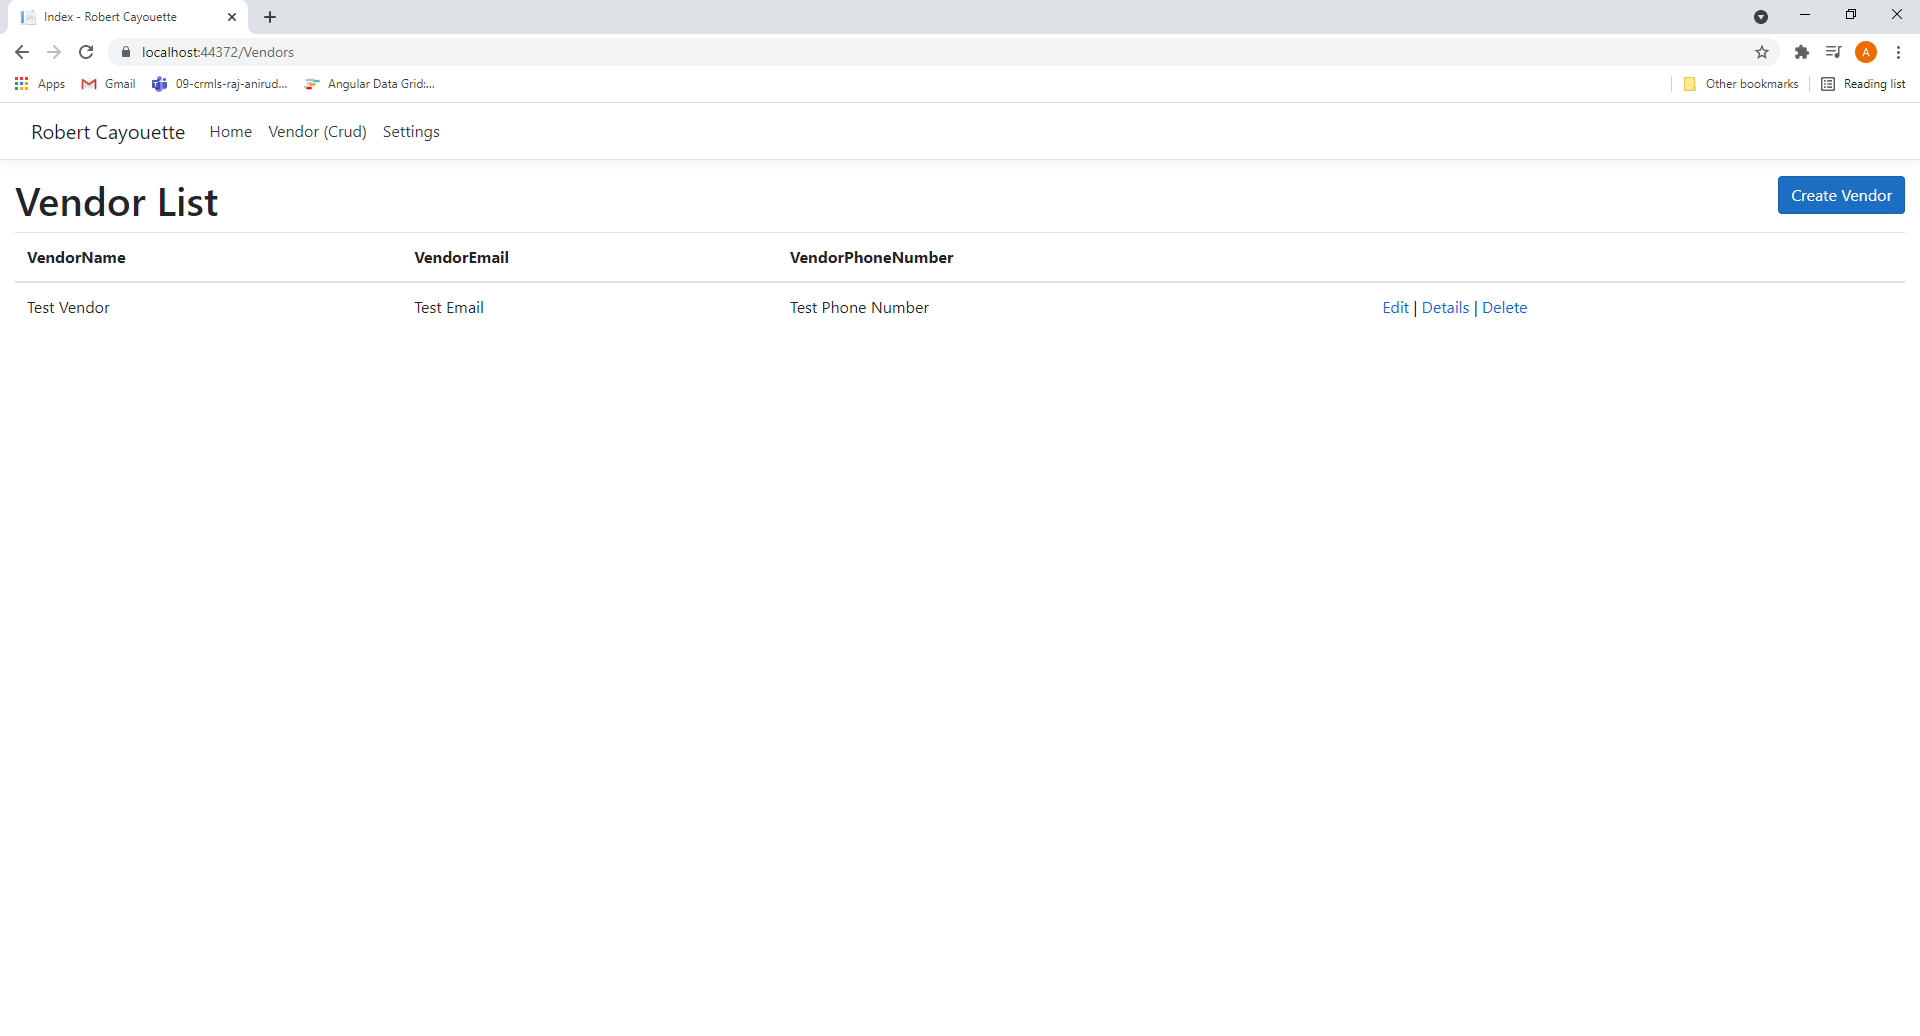 Index - Robert Cayouette
localhost:44372/Vendors
A
Apps Gmail 09-crmls-raj-anirud... Angular Data Grid:... Other bookmarks Reading list
Robert Cayouette Home Vendor (Crud) Settings
Vendor List Create Vendor
VendorName VendorEmail VendorPhoneNumber
Test Vendor Test Email Test Phone Number Edit | Details | Delete